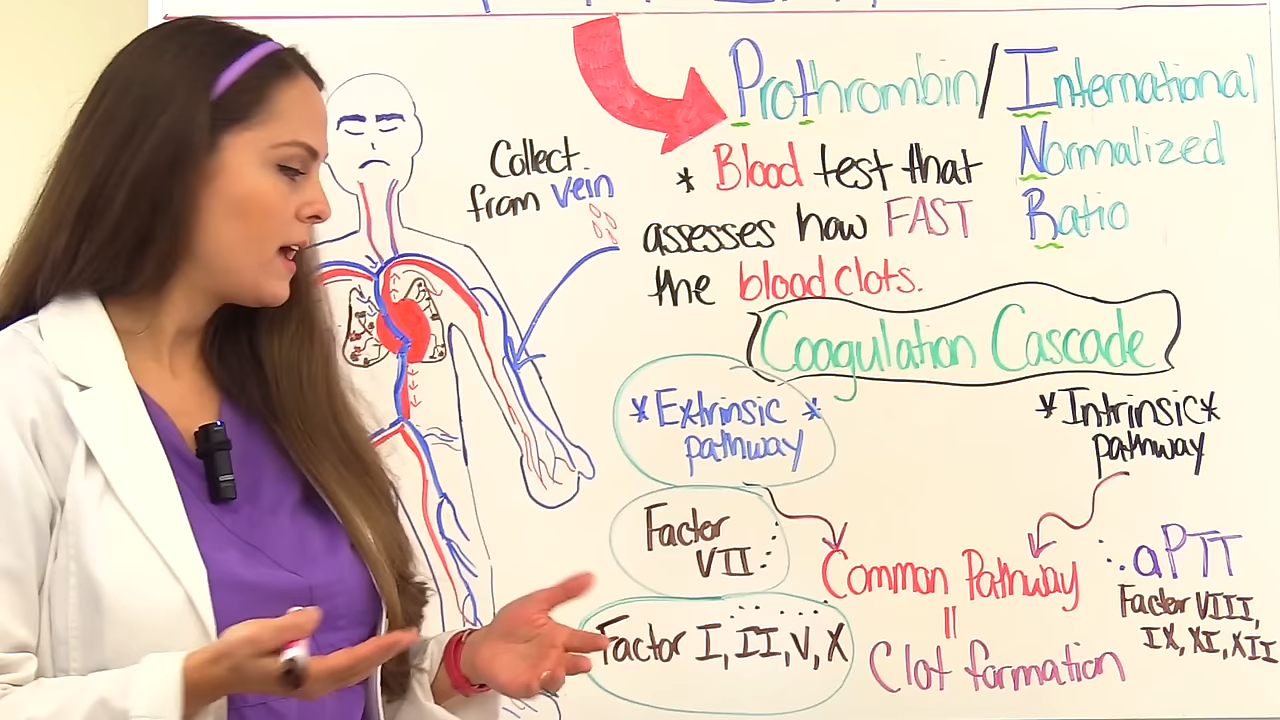 Prothrombin / International
Normalized
Ratio
Collect
from vein
* Blood test that
assesses how FAST
the blood clots.
Coagulation Cascade
*Extrinsic *
pathway
*Intrinsic*
pathway
Factor
VII
Common Pathway
||
Clot formation
aPTT
Factor VIII,
IX, XI, XII
Factor I, II, V, X